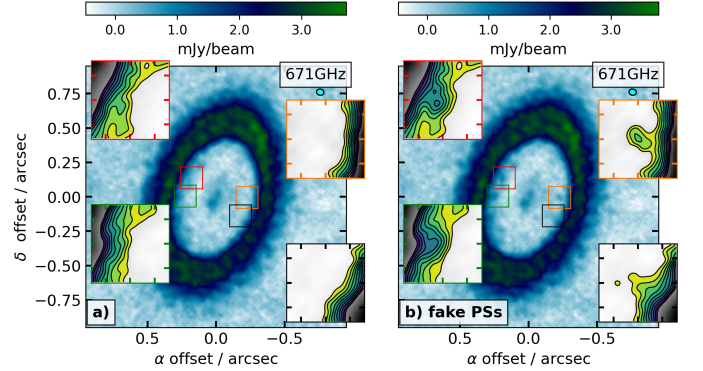 0.0 1.0 2.0 3.0
mJy/beam
671GHz
0.75
0.50
0.25
0.00
−0.25
−0.50
−0.75
δ offset / arcsec
a)
0.5 0.0 −0.5
α offset / arcsec
0.0 1.0 2.0 3.0
mJy/beam
671GHz
b) fake PSs
0.5 0.0 −0.5
α offset / arcsec